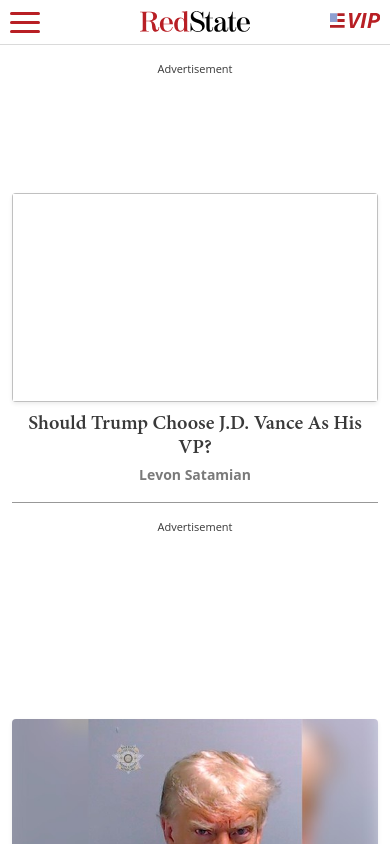 RedState
VIP
Advertisement
Should Trump Choose J.D. Vance As His
VP?
Levon Satamian
Advertisement